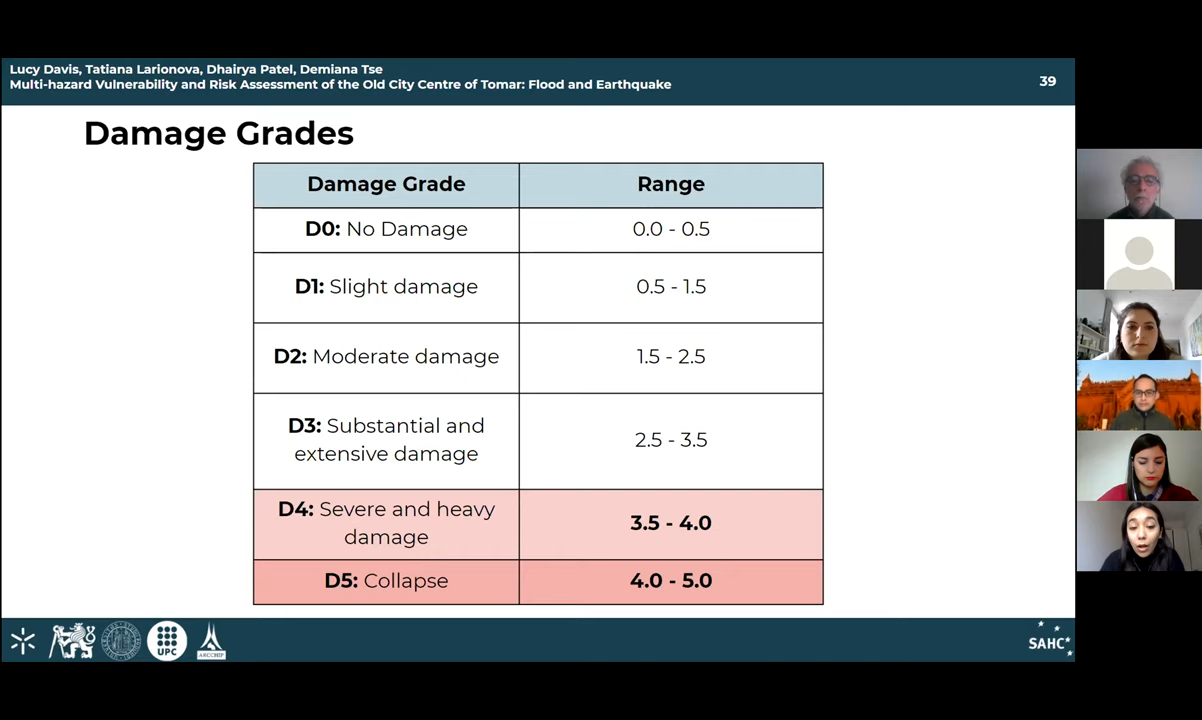 Lucy Davis, Tatiana Larionova, Dhairya Patel, Demiana Tse
Multi-hazard Vulnerability and Risk Assessment of the Old City Centre of Tomar: Flood and Earthquake
39
Damage Grades
Damage Grade Range
D0: No Damage 0.0 - 0.5
D1: Slight damage 0.5 - 1.5
D2: Moderate damage 1.5 - 2.5
D3: Substantial and
extensive damage 2.5 - 3.5
D4: Severe and heavy
damage 3.5 - 4.0
D5: Collapse 4.0 - 5.0
UPC
ARCCHIP
SAHC